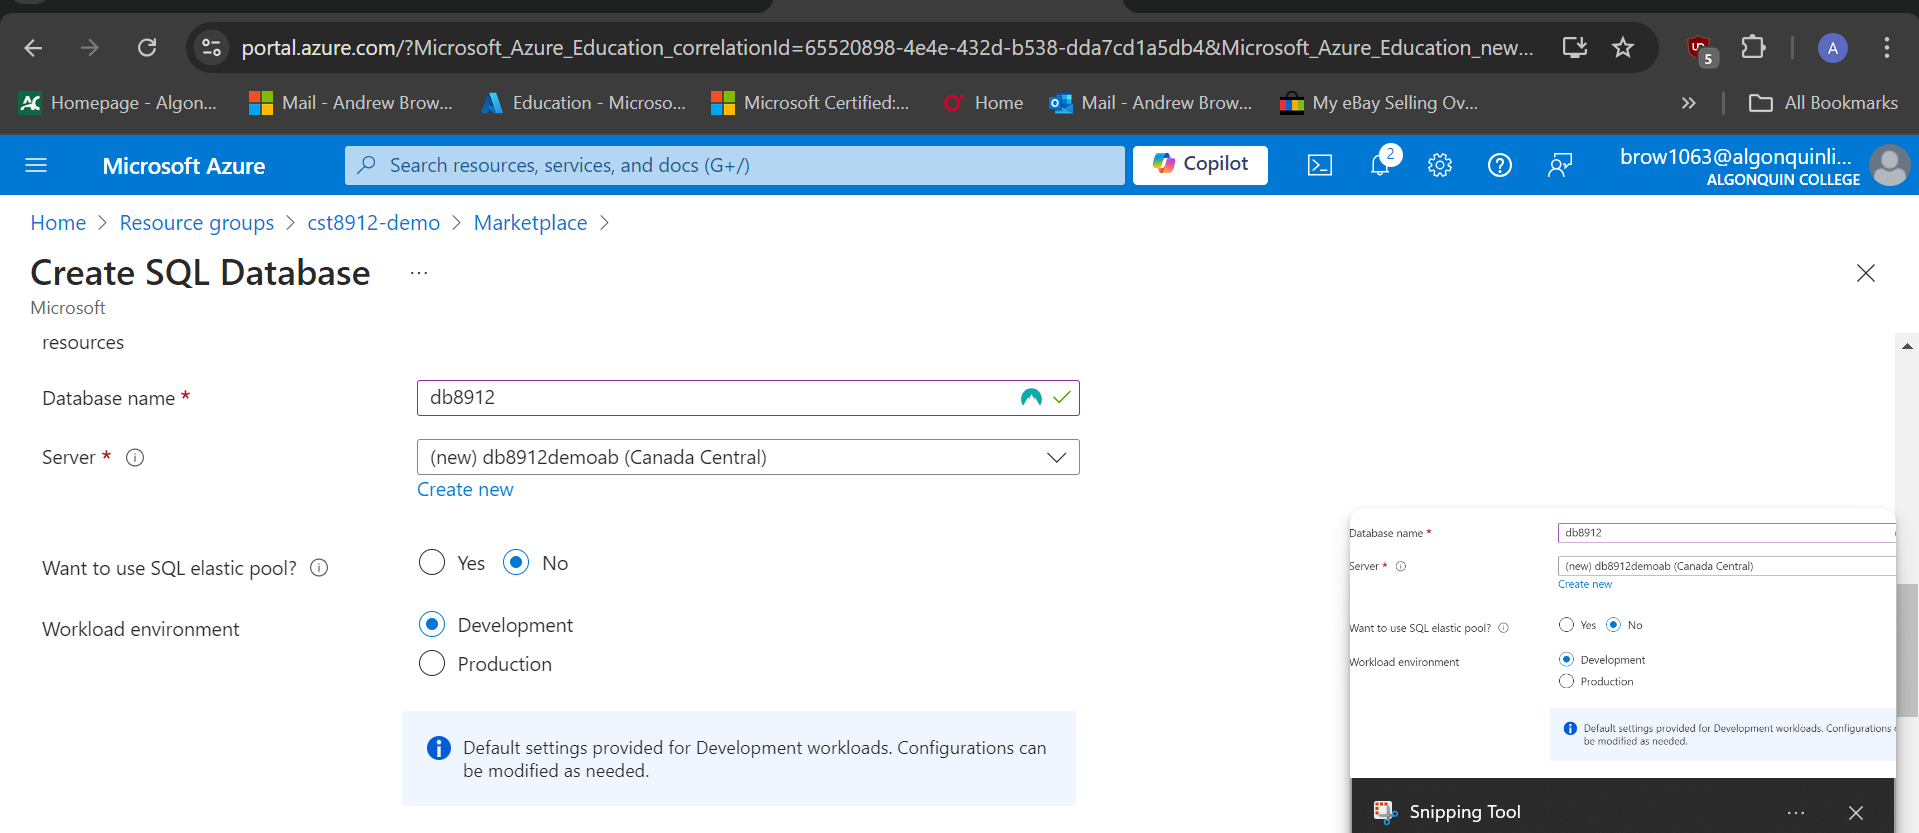 portal.azure.com/?Microsoft_Azure_Education_correlationId=65520898-4e4e-432d-b538-dda7cd1a5db4&Microsoft_Azure_Education_new...
5
A
Homepage - Algon...
Mail - Andrew Brow...
Education - Microso...
Microsoft Certified:...
Home
Mail - Andrew Brow...
My eBay Selling Ov...
All Bookmarks
Microsoft Azure
Search resources, services, and docs (G+/)
Copilot
2
brow1063@algonquinli...
ALGONQUIN COLLEGE
Home > Resource groups > cst8912-demo > Marketplace >
Create SQL Database ...
Microsoft
resources
Database name *
db8912
Server *
(new) db8912demoab (Canada Central)
Create new
Want to use SQL elastic pool?
Yes No
Workload environment
Development
Production
Default settings provided for Development workloads. Configurations can
be modified as needed.
Database name *
db8912
Server *
(new) db8912demoab (Canada Central)
Create new
Want to use SQL elastic pool?
Yes No
Workload environment
Development
Production
Default settings provided for Development workloads. Configurations
be modified as needed.
Snipping Tool